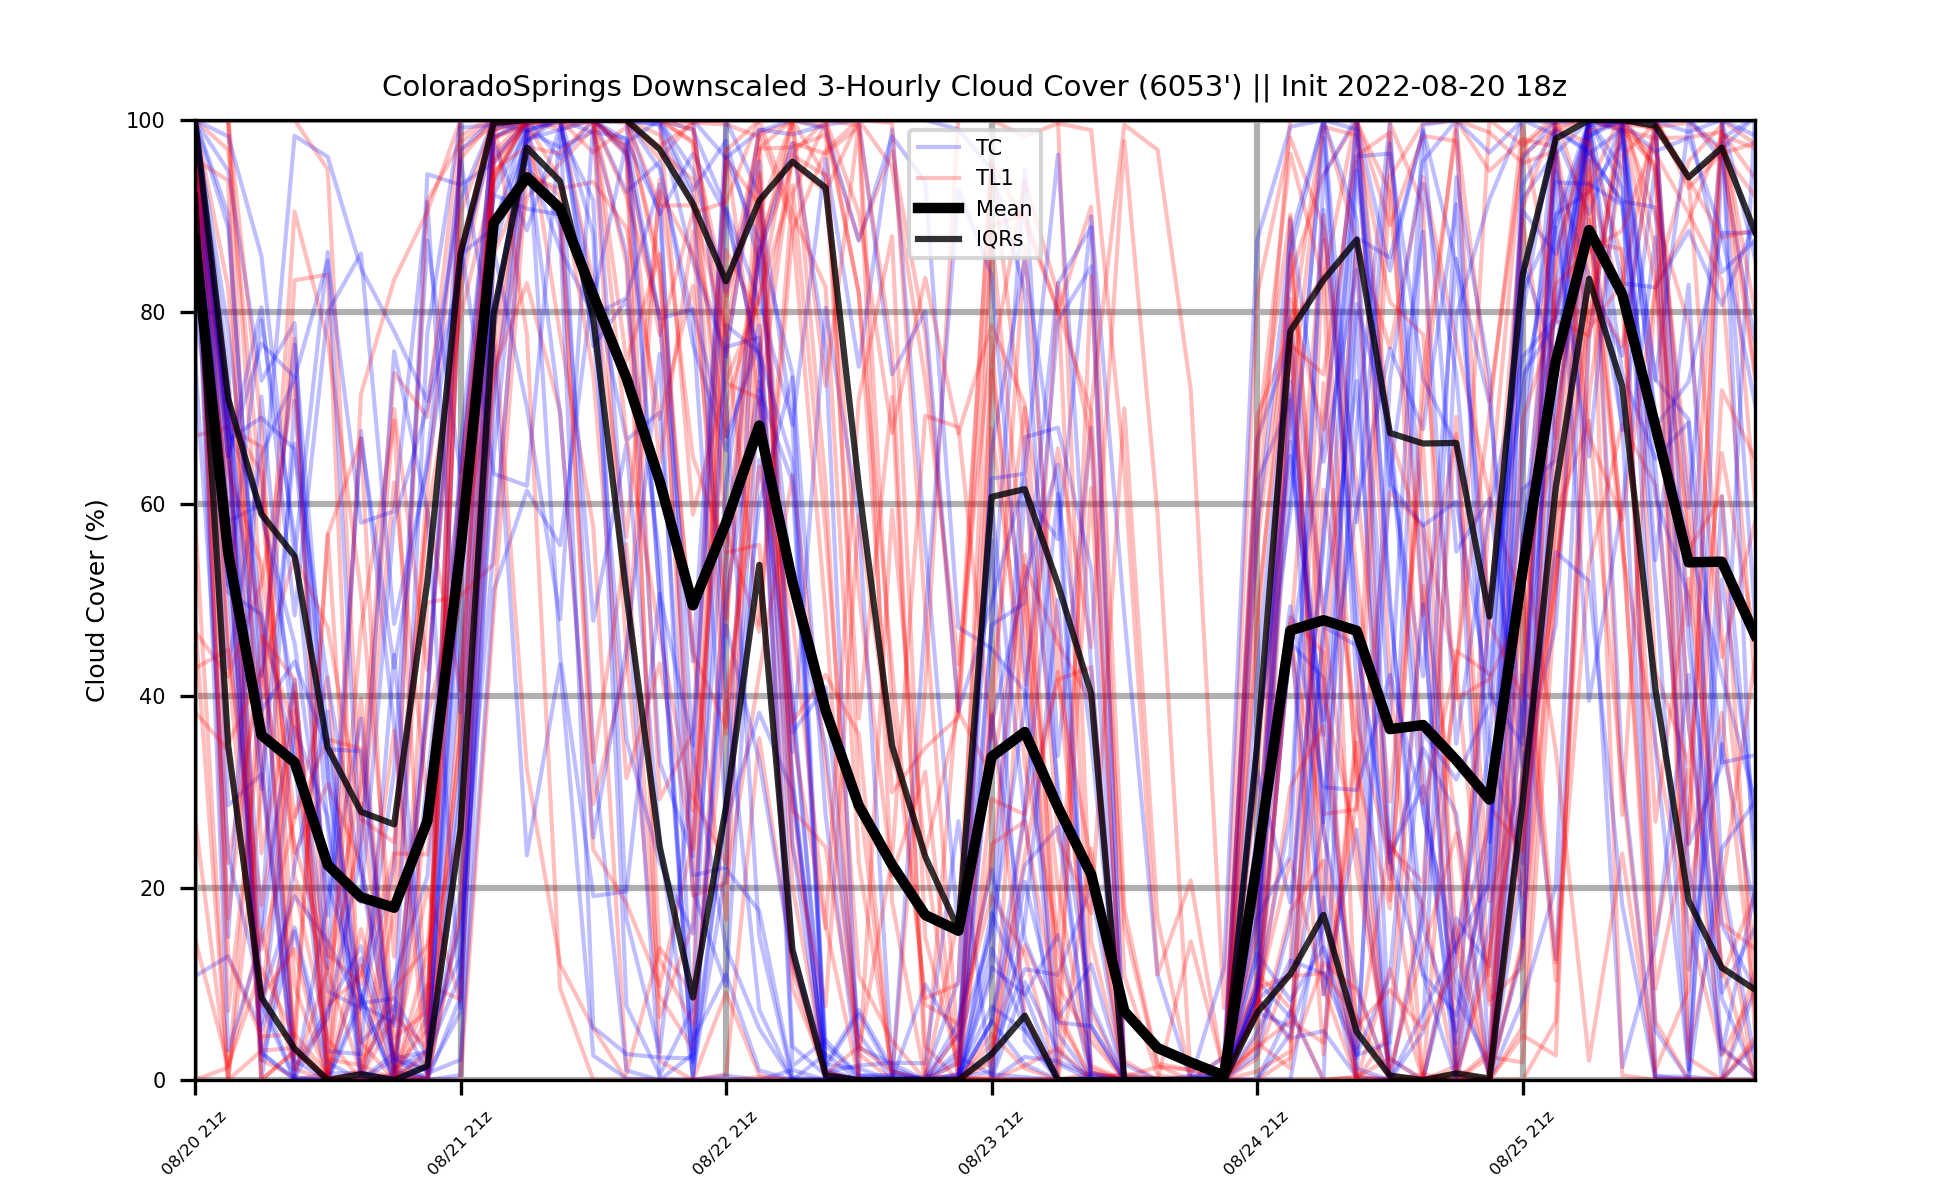 ColoradoSprings Downscaled 3-Hourly Cloud Cover (6053') || Init 2022-08-20 18z
100
80
60
40
20
0
Cloud Cover (%)
TC
TL1
Mean
IQRs
08/20 21z
08/21 21z
08/22 21z
08/23 21z
08/24 21z
08/25 21z